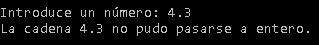 Introduce un número: 4.3
La cadena 4.3 no pudo pasarse a entero.